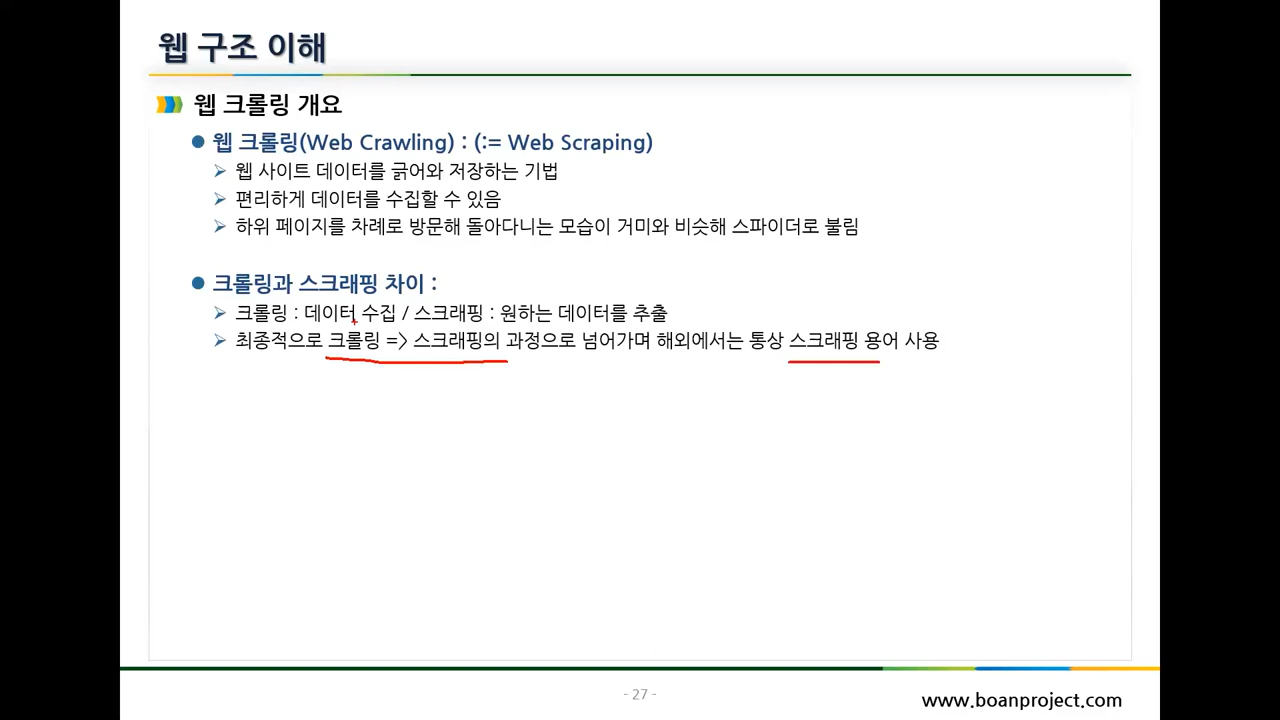 웹 구조 이해
웹 크롤링 개요
웹 크롤링(Web Crawling) : (:= Web Scraping)
웹 사이트 데이터를 긁어와 저장하는 기법
편리하게 데이터를 수집할 수 있음
하위 페이지를 차례로 방문해 돌아다니는 모습이 거미와 비슷해 스파이더로 불림
크롤링과 스크래핑 차이 :
크롤링 : 데이터 수집 / 스크래핑 : 원하는 데이터를 추출
최종적으로 크롤링 => 스크래핑의 과정으로 넘어가며 해외에서는 통상 스크래핑 용어 사용
- 27 -
www.boanproject.com